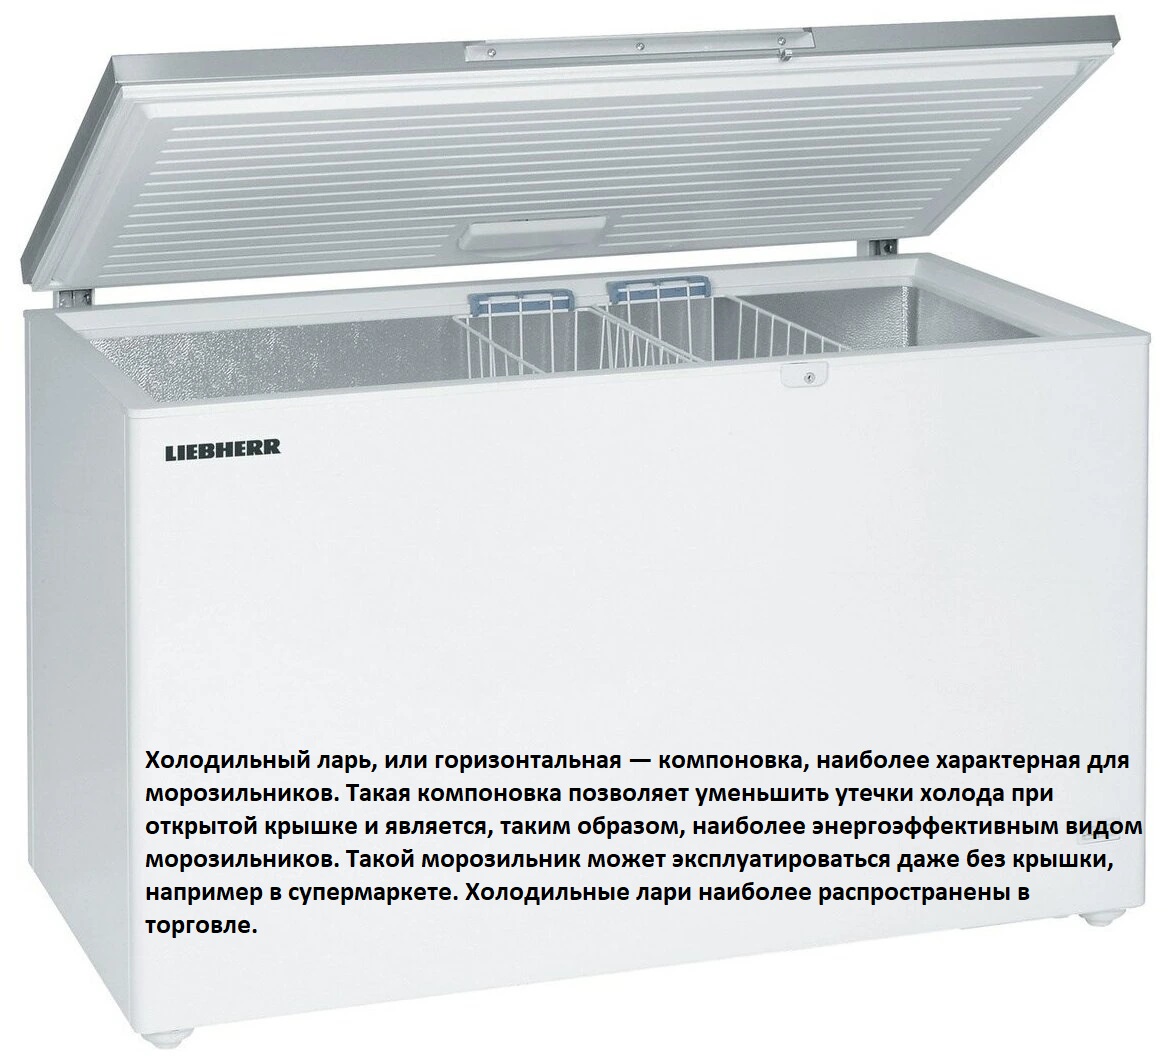 LIEBHERR
Холодильный ларь, или горизонтальная — компоновка, наиболее характерная для
морозильников. Такая компоновка позволяет уменьшить утечки холода при
открытой крышке и является, таким образом, наиболее энергоэффективным видом
морозильников. Такой морозильник может эксплуатироваться даже без крышки,
например в супермаркете. Холодильные лари наиболее распространены в
торговле.